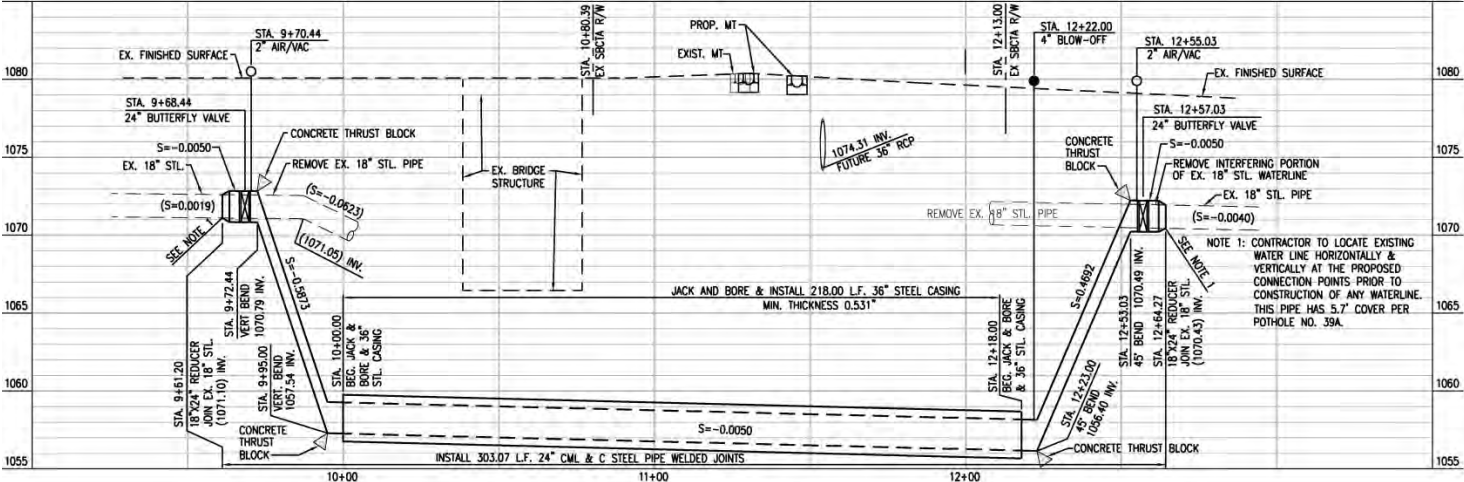 STA. 9+70.44
2" AIR/VAC
EX. FINISHED SURFACE
STA. 10+80.39
EX SBCTA R/W
PROP. MT
EXIST. MT
STA. 12+13.00
EX SBCTA R/W
STA. 12+22.00
4" BLOW-OFF
STA. 12+55.03
2" AIR/VAC
EX. FINISHED SURFACE
1080
1080
STA. 9+68.44
24" BUTTERFLY VALVE
S=-0.0050
CONCRETE THRUST BLOCK
EX. 18" STL.
REMOVE EX. 18" STL PIPE
(S=0.0019)
(S=-0.0623)
(1071.05) INV.
SEE NOTE 1
EX. BRIDGE
STRUCTURE
1074.31 INV.
FUTURE 36" RCP
STA. 12+57.03
24" BUTTERFLY VALVE
S=-0.0050
CONCRETE
THRUST
BLOCK
REMOVE INTERFERING PORTION
OF EX. 18" STL. WATERLINE
EX. 18" STL. PIPE
(S=-0.0040)
REMOVE EX. 18" STL. PIPE
SEE NOTE 1
1075
1075
1070
1070
NOTE 1: CONTRACTOR TO LOCATE EXISTING
WATER LINE HORIZONTALLY &
VERTICALLY AT THE PROPOSED
CONNECTION POINTS PRIOR TO
CONSTRUCTION OF ANY WATERLINE.
THIS PIPE HAS 5.7' COVER PER
POTHOLE NO. 39A.
S=-0.5873
S=0.4692
JACK AND BORE & INSTALL 218.00 L.F. 36" STEEL CASING
MIN. THICKNESS 0.531"
1065
1065
STA. 9+61.20
18"X24" REDUCER
JOIN EX. 18" STL.
(1071.10) INV.
STA. 9+72.44
VERT BEND
1070.79 INV.
STA. 9+95.00
VERT. BEND
1057.54 INV.
STA. 10+00.00
BEG. JACK &
BORE & 36"
STL CASING
STA. 12+18.00
BEG. JACK & BORE
& 36" STL CASING
STA. 12+53.03
45° BEND 1070.49 INV.
STA. 12+64.27
18"X24" REDUCER
JOIN EX. 18" STL.
(1070.43) INV.
STA. 12+23.00
45° BEND
1056.40 INV.
1060
1060
CONCRETE
THRUST
BLOCK
S=-0.0050
CONCRETE THRUST BLOCK
INSTALL 303.07 L.F. 24" CML & C STEEL PIPE WELDED JOINTS
1055
1055
10+00
11+00
12+00